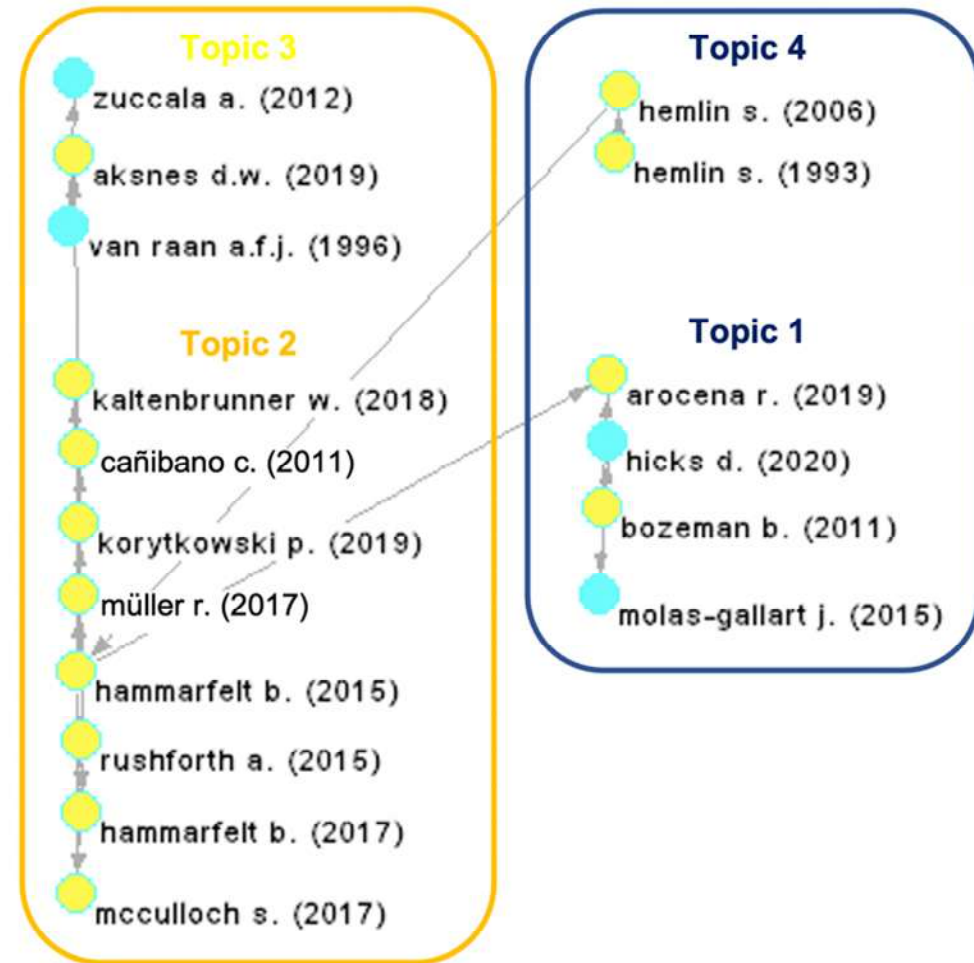 Topic 3
zuccala a. (2012)
aksnes d.w. (2019)
van raan a.f.j. (1996)
Topic 2
kaltenbrunner w. (2018)
cañibano c. (2011)
korytkowski p. (2019)
müller r. (2017)
hammarfelt b. (2015)
rushforth a. (2015)
hammarfelt b. (2017)
mcculloch s. (2017)
Topic 4
hemlin s. (2006)
hemlin s. (1993)
Topic 1
arocena r. (2019)
hicks d. (2020)
bozeman b. (2011)
molas-gallart j. (2015)